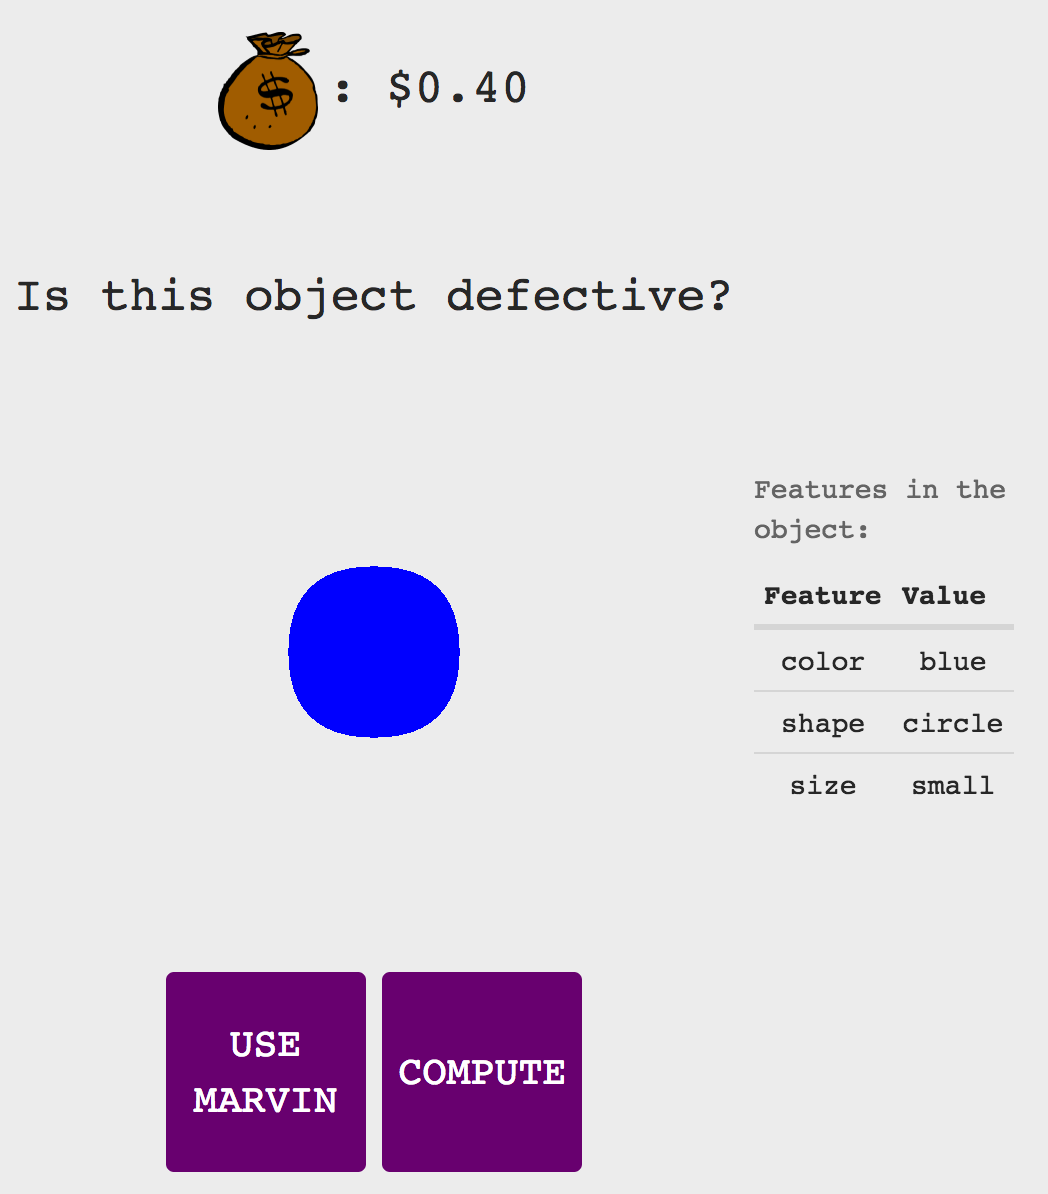 $ : $0.40
Is this object defective?
Features in the
object:
Feature Value
color blue
shape circle
size small
USE
MARVIN
COMPUTE